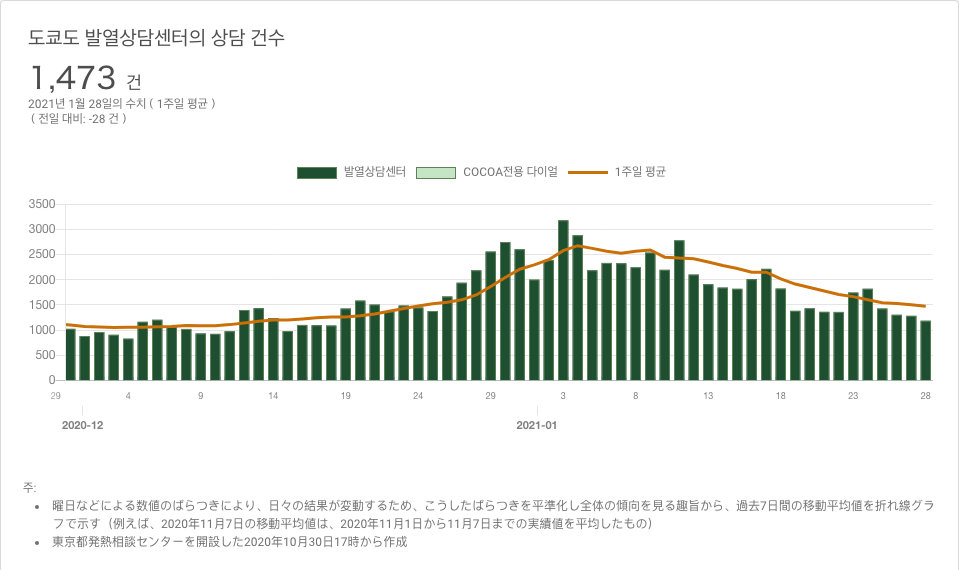 도쿄도 발열상담센터의 상담 건수
1,473 건
2021년 1월 28일의 수치 ( 1주일 평균 )
( 전일 대비: -28 건 )
발열상담센터 COCOA전용 다이얼 1주일 평균
3500
3000
2500
2000
1500
1000
500
0
29 4 9 14 19 24 29 3 8 13 18 23 28
2020-12 2021-01
주:
• 曜日などによる数値のばらつきにより、日々の結果が変動するため、こうしたばらつきを平準化し全体の傾向を見る趣旨から、過去7日間の移動平均値を折れ線グラ
フで示す（例えば、2020年11月7日の移動平均値は、2020年11月1日から11月7日までの実績値を平均したもの）
• 東京都発熱相談センターを開設した2020年10月30日17時から作成